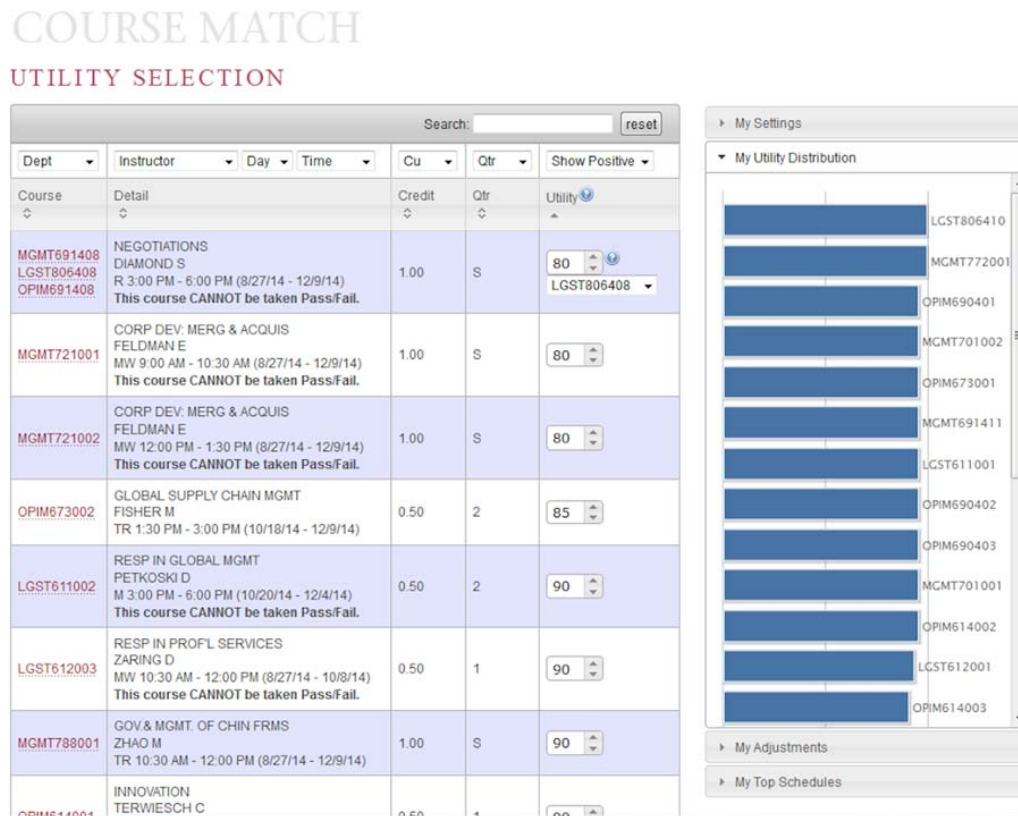 COURSE MATCH
UTILITY SELECTION
Search: reset
Dept Instructor Day Time Cu Qtr Show Positive
Course Detail Credit Qtr Utility
MGMT691408
LGST806408
OPIM691408
NEGOTIATIONS
DIAMOND S
R 3:00 PM - 6:00 PM (8/27/14 - 12/9/14)
This course CANNOT be taken Pass/Fail.
1.00 S 80
LGST806408
MGMT721001
CORP DEV: MERG & ACQUIS
FELDMAN E
MW 9:00 AM - 10:30 AM (8/27/14 - 12/9/14)
This course CANNOT be taken Pass/Fail.
1.00 S 80
MGMT721002
CORP DEV: MERG & ACQUIS
FELDMAN E
MW 12:00 PM - 1:30 PM (8/27/14 - 12/9/14)
This course CANNOT be taken Pass/Fail.
1.00 S 80
OPIM673002
GLOBAL SUPPLY CHAIN MGMT
FISHER M
TR 1:30 PM - 3:00 PM (10/18/14 - 12/9/14)
0.50 2 85
LGST611002
RESP IN GLOBAL MGMT
PETKOSKI D
M 3:00 PM - 6:00 PM (10/20/14 - 12/4/14)
This course CANNOT be taken Pass/Fail.
0.50 2 90
LGST612003
RESP IN PROF'L SERVICES
ZARING D
MW 10:30 AM - 12:00 PM (8/27/14 - 10/8/14)
This course CANNOT be taken Pass/Fail.
0.50 1 90
MGMT788001
GOV.& MGMT. OF CHIN FRMS
ZHAO M
TR 10:30 AM - 12:00 PM (8/27/14 - 12/9/14)
1.00 S 90
INNOVATION
TERWIESCH C
OPIM614001 0.50 1 90
My Settings
My Utility Distribution
LGST806410
MGMT772001
OPIM690401
MGMT701002
OPIM673001
MGMT691411
LGST611001
OPIM690402
OPIM690403
MGMT701001
OPIM614002
LGST612001
OPIM614003
My Adjustments
My Top Schedules